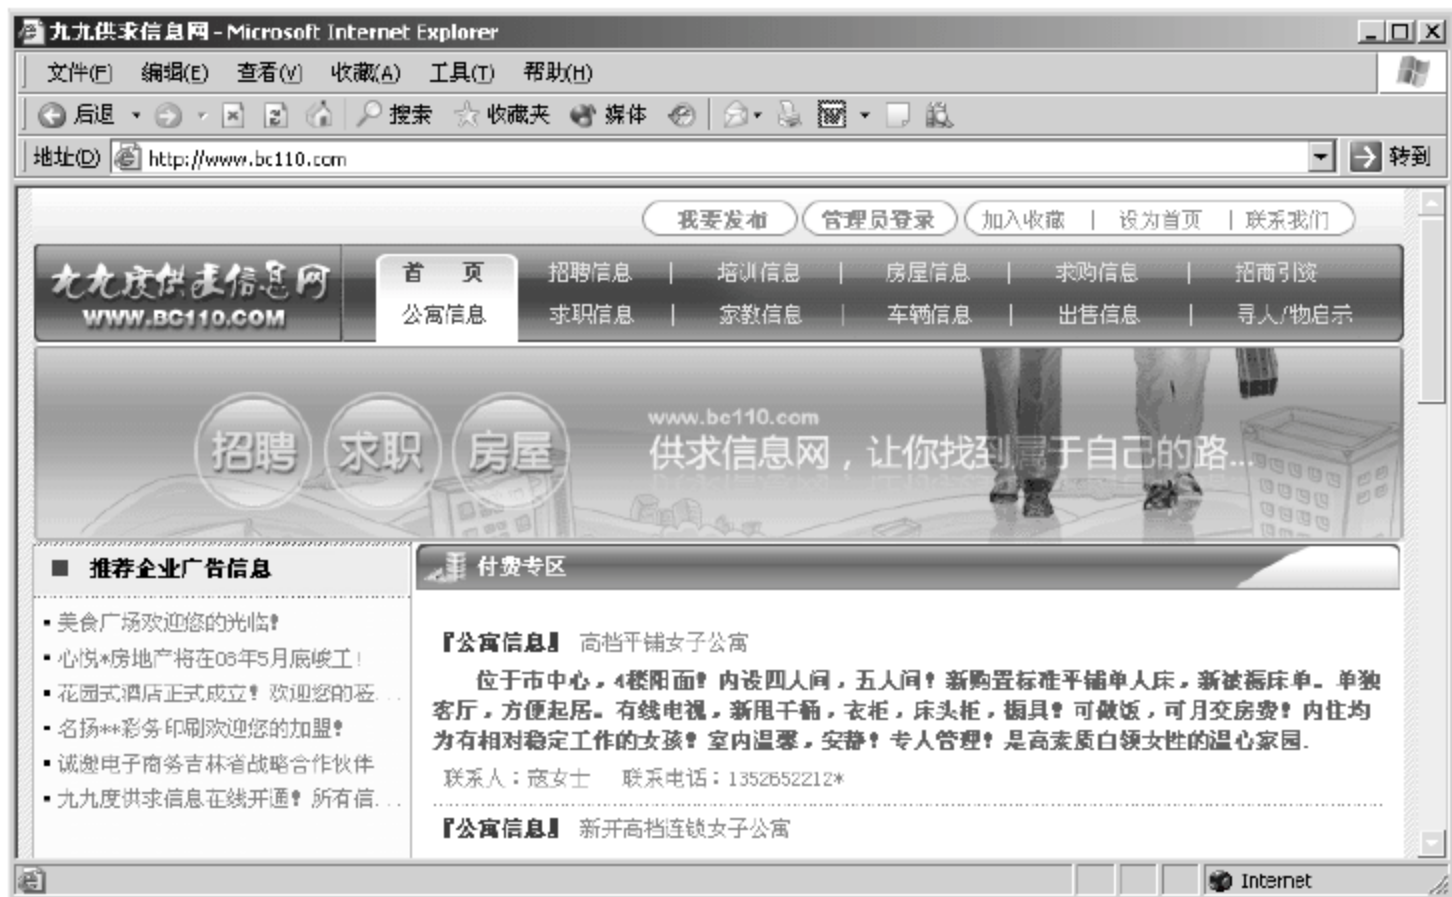 九九供求信息网 - Microsoft Internet Explorer
文件(F) 编辑(E) 查看(V) 收藏(A) 工具(T) 帮助(H)
后退 搜索 收藏夹 媒体
地址(D) http://www.bc110.com 转到
我要发布 管理员登录 加入收藏 | 设为首页 | 联系我们
九九度供求信息网 首 页 招聘信息 | 培训信息 | 房屋信息 | 求购信息 | 招商引资
WWW.BC110.COM 公寓信息 求职信息 | 家教信息 | 车辆信息 | 出售信息 | 寻人/物启示
www.bc110.com
招聘 求职 房屋 供求信息网，让你找到属于自己的路...
■ 推荐企业广告信息
付费专区
▪ 美食广场欢迎您的光临！
▪ 心悦*房地产将在08年5月底峻工！
▪ 花园式酒店正式成立！欢迎您的莅...
▪ 名扬**彩务印刷欢迎您的加盟！
▪ 诚邀电子商务吉林省战略合作伙伴
▪ 九九度供求信息在线开通！所有信...
『公寓信息』 高档平铺女子公寓
位于市中心，4楼阳面！内设四人间，五人间！新购置标准平铺单人床，新被褥床单。单独
客厅，方便起居。有线电视，新甩干桶，衣柜，床头柜，橱具！可做饭，可月交房费！内住均
为有相对稳定工作的女孩！室内温馨，安静！专人管理！是高素质白领女性的温心家园.
联系人：寇女士 联系电话：1352652212*
『公寓信息』 新开高档连锁女子公寓
Internet